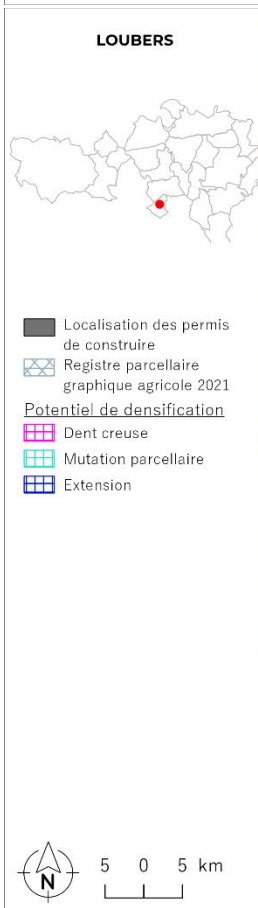 LOUBERS
Localisation des permis
de construire
Registre parcellaire
graphique agricole 2021
Potentiel de densification
Dent creuse
Mutation parcellaire
Extension
N
5 0 5 km